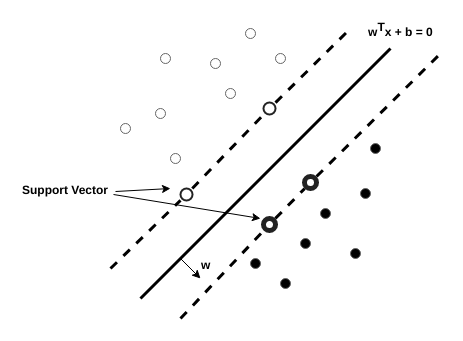 wᵀx + b = 0
Support Vector
w